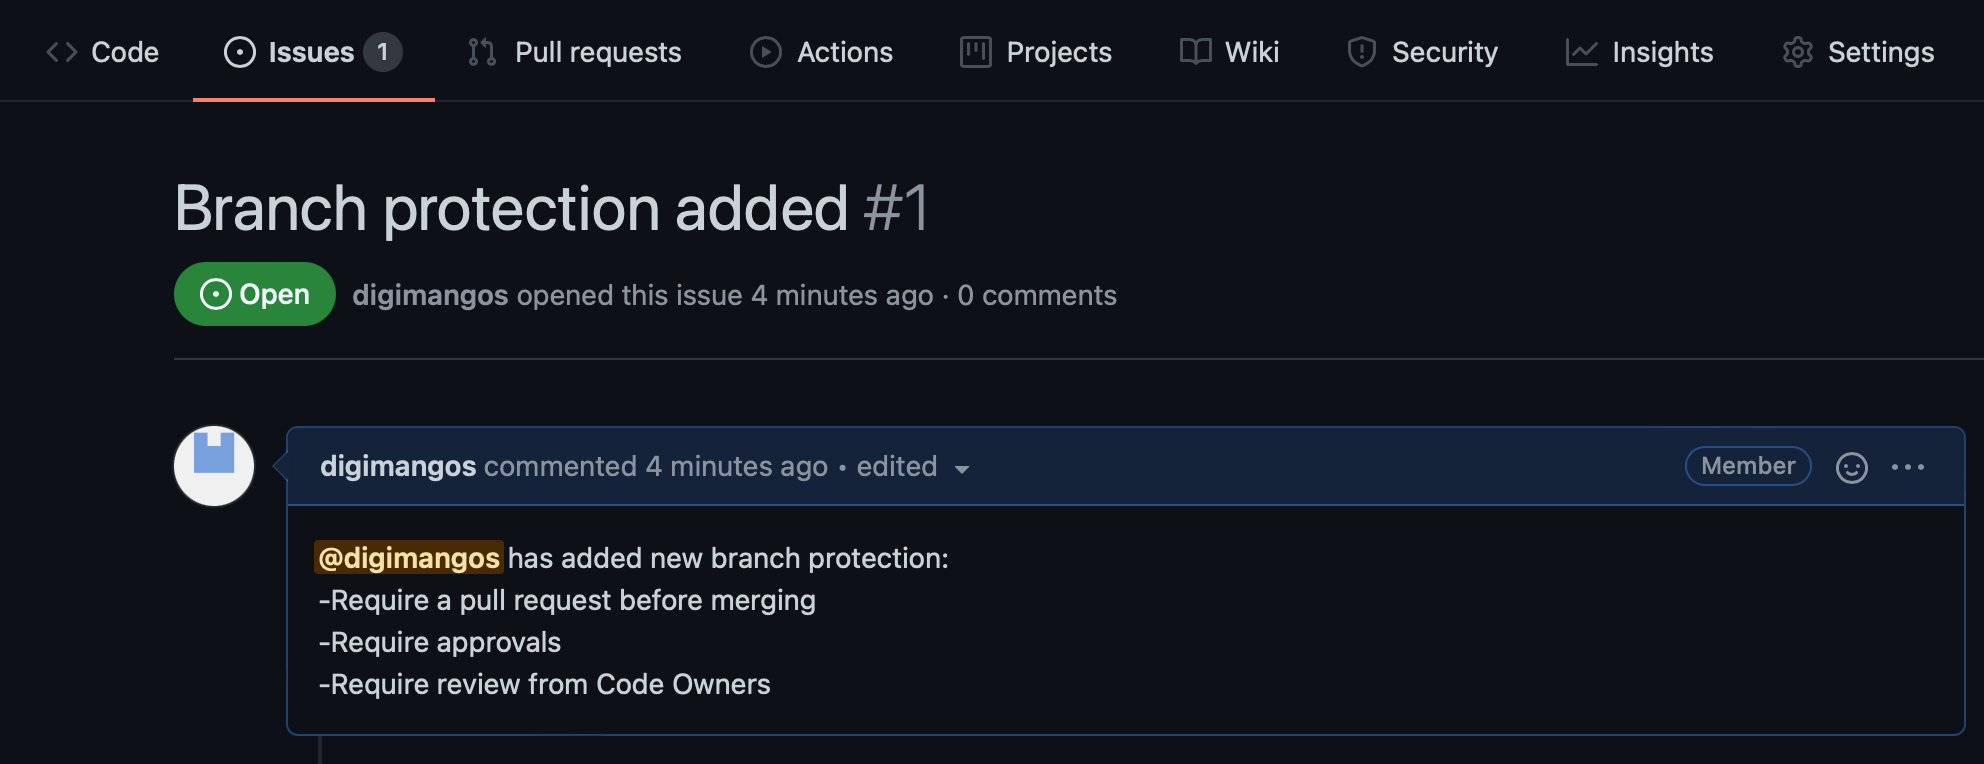 Code Issues 1 Pull requests Actions Projects Wiki Security Insights Settings
Branch protection added #1
Open digimangos opened this issue 4 minutes ago · 0 comments
digimangos commented 4 minutes ago • edited Member
@digimangos has added new branch protection:
-Require a pull request before merging
-Require approvals
-Require review from Code Owners